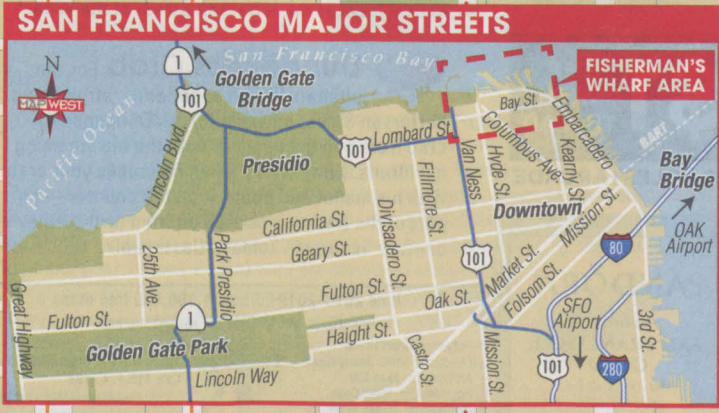 SAN FRANCISCO MAJOR STREETS
San Francisco Bay
1
N
MAP WEST
Golden Gate
Bridge
101
FISHERMAN'S
WHARF AREA
Bay St.
Embarcadero
Pacific Ocean
Lincoln Blvd.
Presidio
101
Lombard St.
Columbus Ave.
BART
Van Ness
Hyde St.
Kearny St.
Bay
Bridge
Fillmore St.
Divisadero St.
Downtown
Mission St.
OAK
Airport
California St.
Geary St.
25th Ave.
Park Presidio
80
101
Market St.
Folsom St.
Great Highway
Fulton St.
Fulton St.
Oak St.
SFO
Airport
3rd St.
1
Golden Gate Park
Haight St.
Castro St.
Mission St.
101
280
Lincoln Way